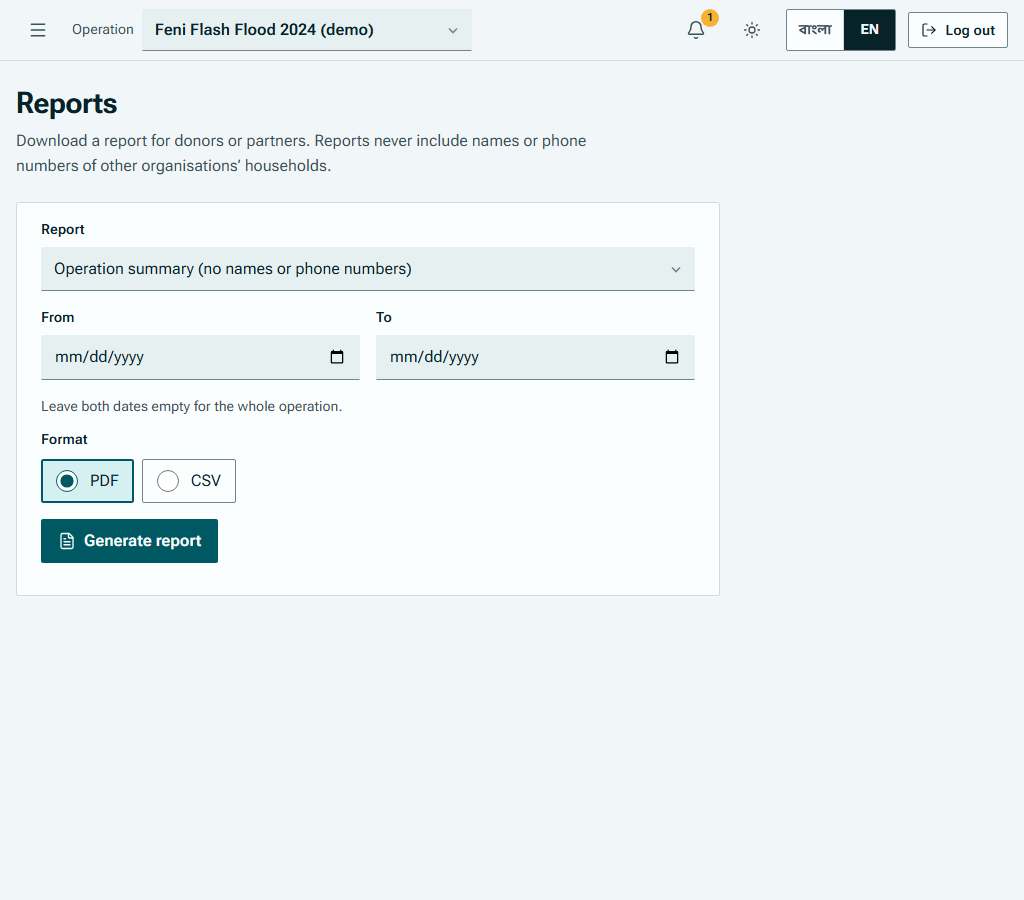 Operation
Feni Flash Flood 2024 (demo)
1
বাংলা
EN
Log out
Reports
Download a report for donors or partners. Reports never include names or phone
numbers of other organisations' households.
Report
Operation summary (no names or phone numbers)
From
To
mm/dd/yyyy
mm/dd/yyyy
Leave both dates empty for the whole operation.
Format
PDF
CSV
Generate report